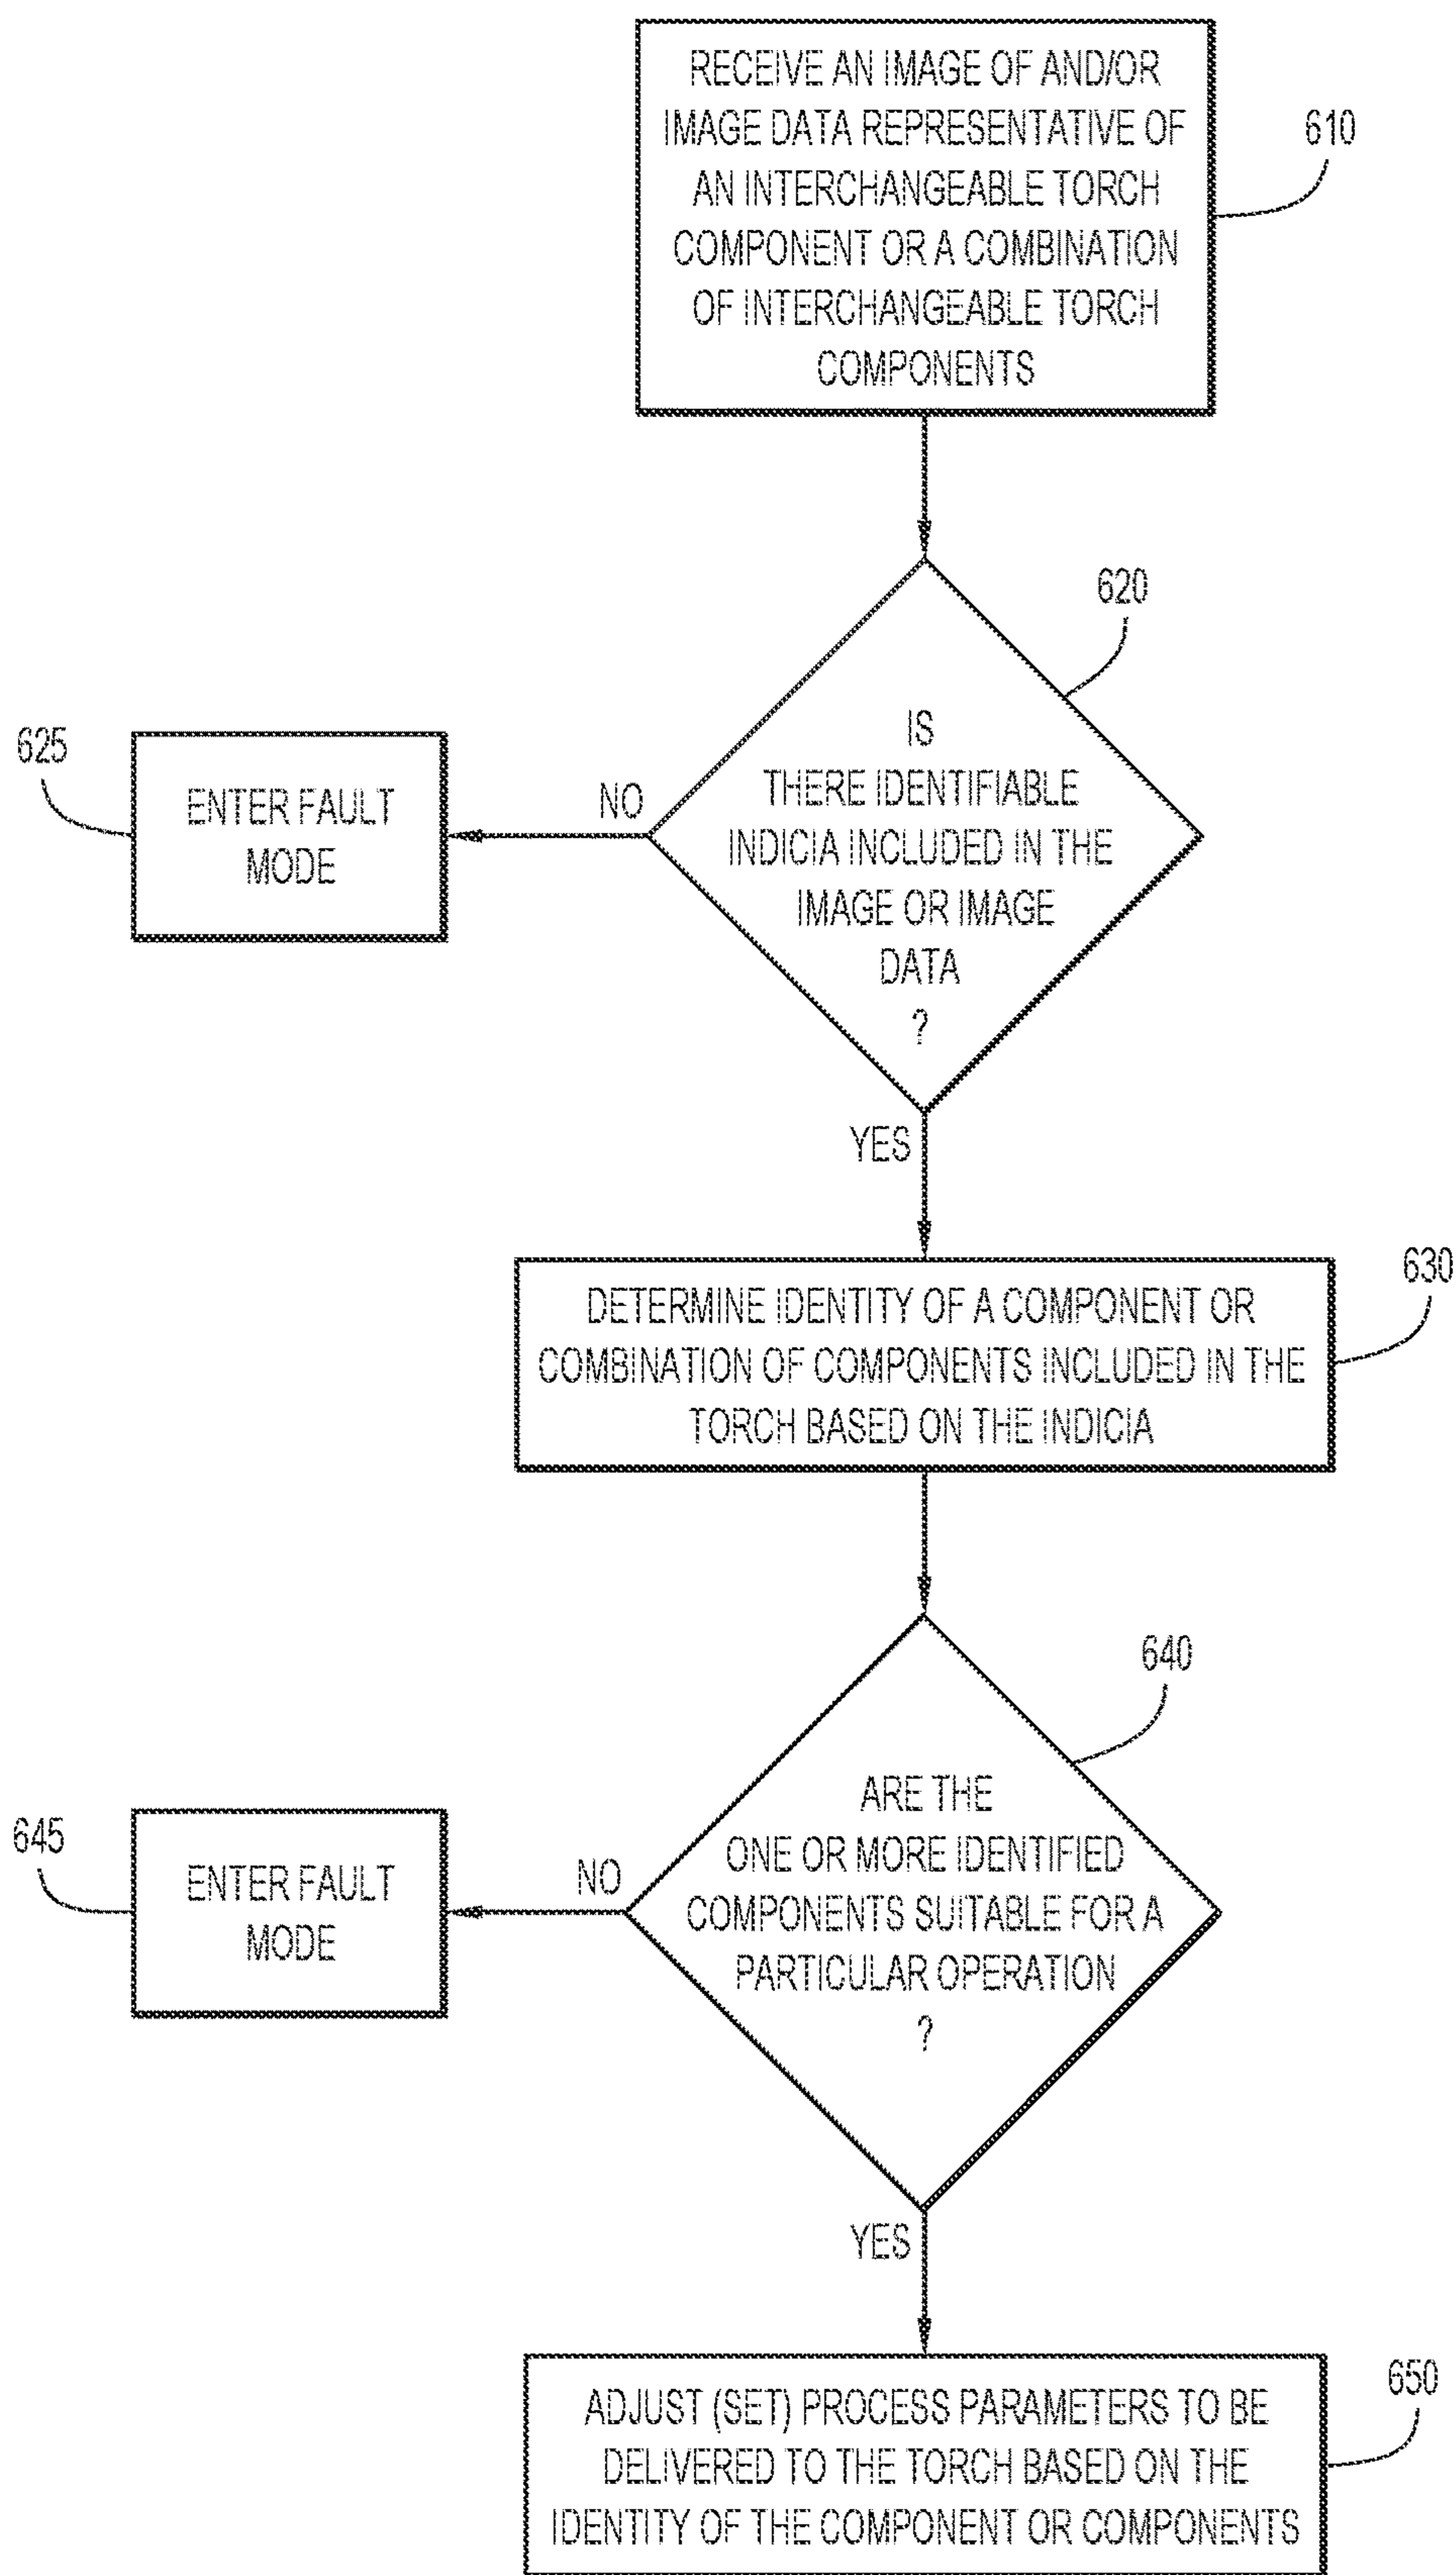 RECEIVE AN IMAGE OF AND/OR
IMAGE DATA REPRESENTATIVE OF
AN INTERCHANGEABLE TORCH
COMPONENT OR A COMBINATION
OF INTERCHANGEABLE TORCH
COMPONENTS
610
620
IS
THERE IDENTIFIABLE
INDICIA INCLUDED IN THE
IMAGE OR IMAGE
DATA
?
NO
625
ENTER FAULT
MODE
YES
630
DETERMINE IDENTITY OF A COMPONENT OR
COMBINATION OF COMPONENTS INCLUDED IN THE
TORCH BASED ON THE INDICIA
640
ARE THE
ONE OR MORE IDENTIFIED
COMPONENTS SUITABLE FOR A
PARTICULAR OPERATION
?
NO
645
ENTER FAULT
MODE
YES
650
ADJUST (SET) PROCESS PARAMETERS TO BE
DELIVERED TO THE TORCH BASED ON THE
IDENTITY OF THE COMPONENT OR COMPONENTS